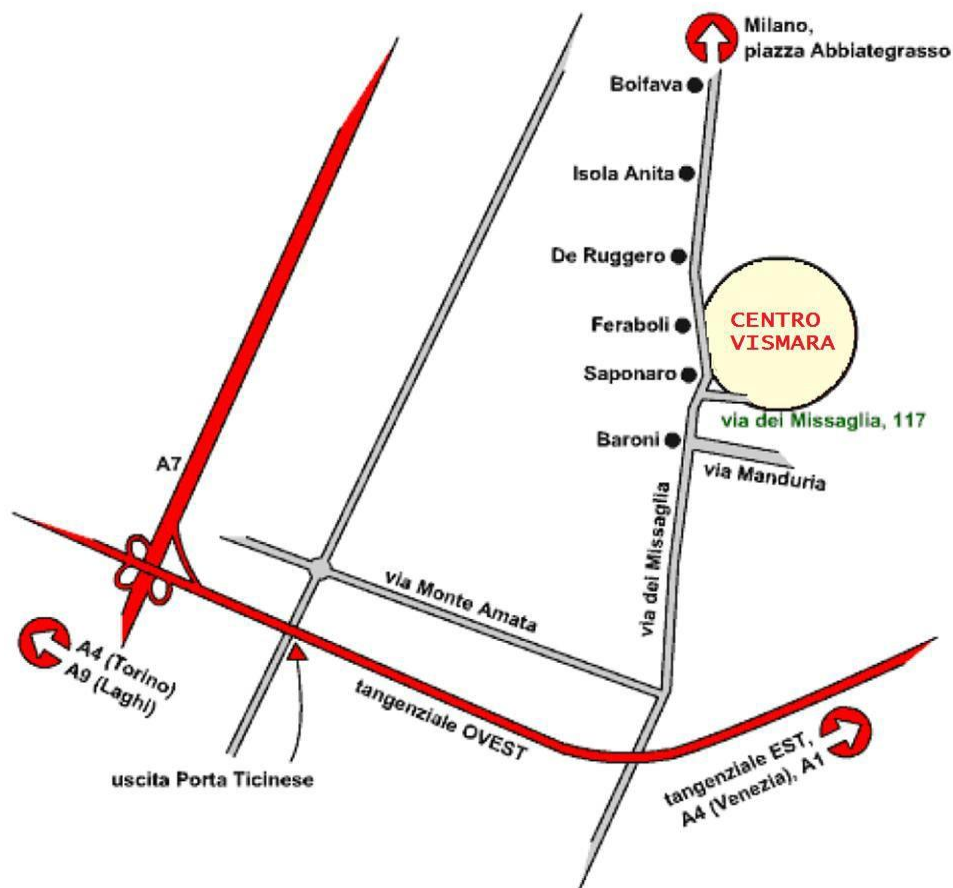 Milano,
piazza Abbiategrasso
Boifava
Isola Anita
De Ruggero
Feraboli
CENTRO
VISMARA
Saponaro
via dei Missaglia, 117
Baroni
via Manduria
A7
via dei Missaglia
via Monte Amata
A4 (Torino)
A9 (Laghi)
tangenziale OVEST
uscita Porta Ticinese
tangenziale EST,
A4 (Venezia), A1